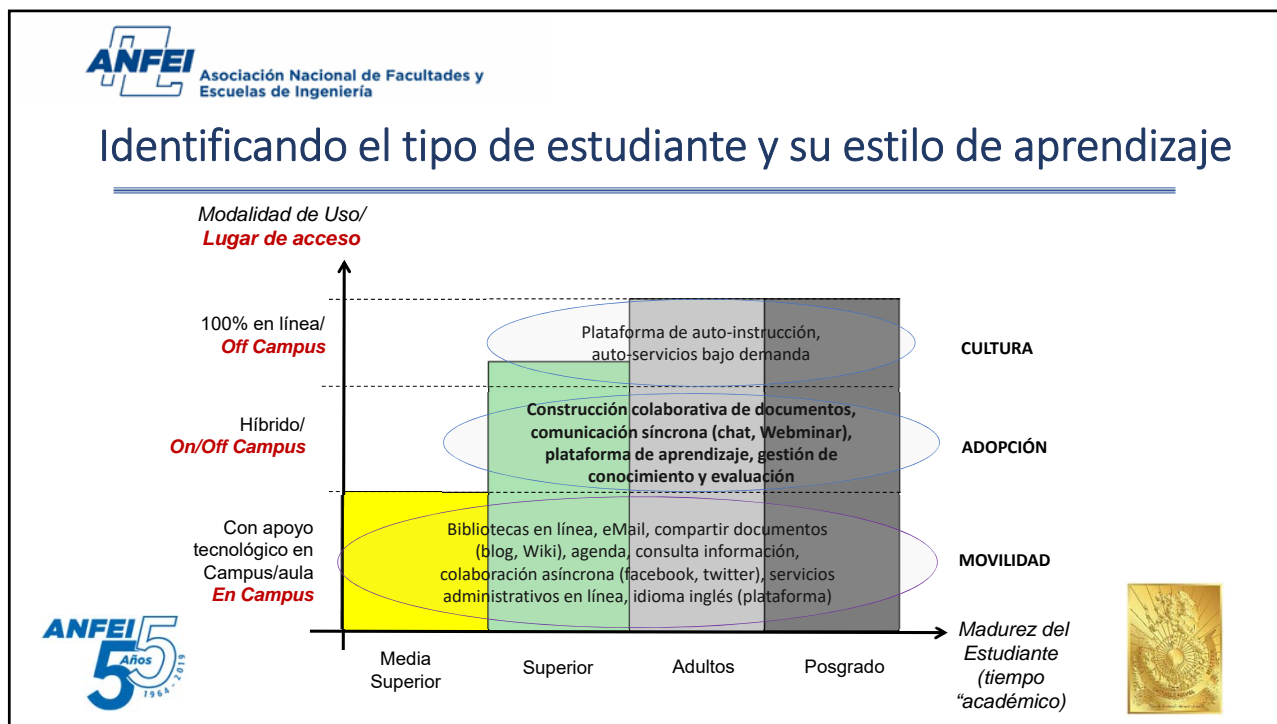 ANFEI
Asociación Nacional de Facultades y
Escuelas de Ingeniería
Identificando el tipo de estudiante y su estilo de aprendizaje
Modalidad de Uso/
Lugar de acceso
100% en línea/
Off Campus
Plataforma de auto-instrucción,
auto-servicios bajo demanda
CULTURA
Híbrido/
On/Off Campus
Construcción colaborativa de documentos,
comunicación síncrona (chat, Webminar),
plataforma de aprendizaje, gestión de
conocimiento y evaluación
ADOPCIÓN
Con apoyo
tecnológico en
Campus/aula
En Campus
Bibliotecas en línea, eMail, compartir documentos
(blog, Wiki), agenda, consulta información,
colaboración asíncrona (facebook, twitter), servicios
administrativos en línea, idioma inglés (plataforma)
MOVILIDAD
Media
Superior
Superior
Adultos
Posgrado
Madurez del
Estudiante
(tiempo
“académico)
ANFEI 55
Años
1964 - 2019